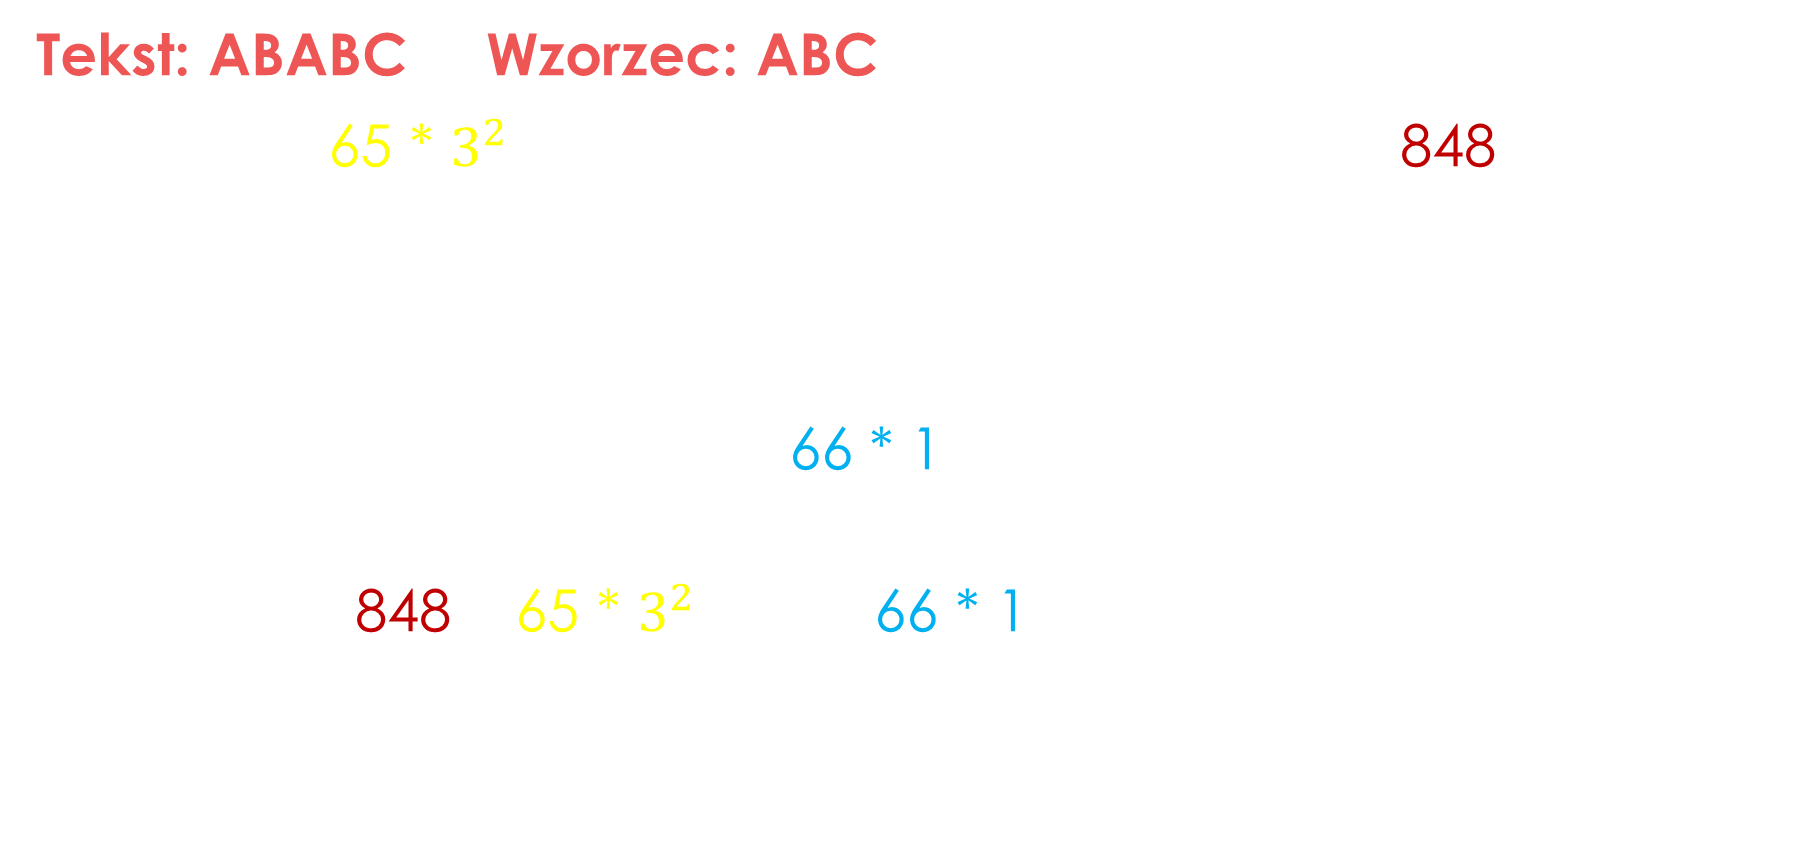 Tekst: ABABC Wzorzec: ABC
65 * 3² 848
66 * 1
848 65 * 3² 66 * 1